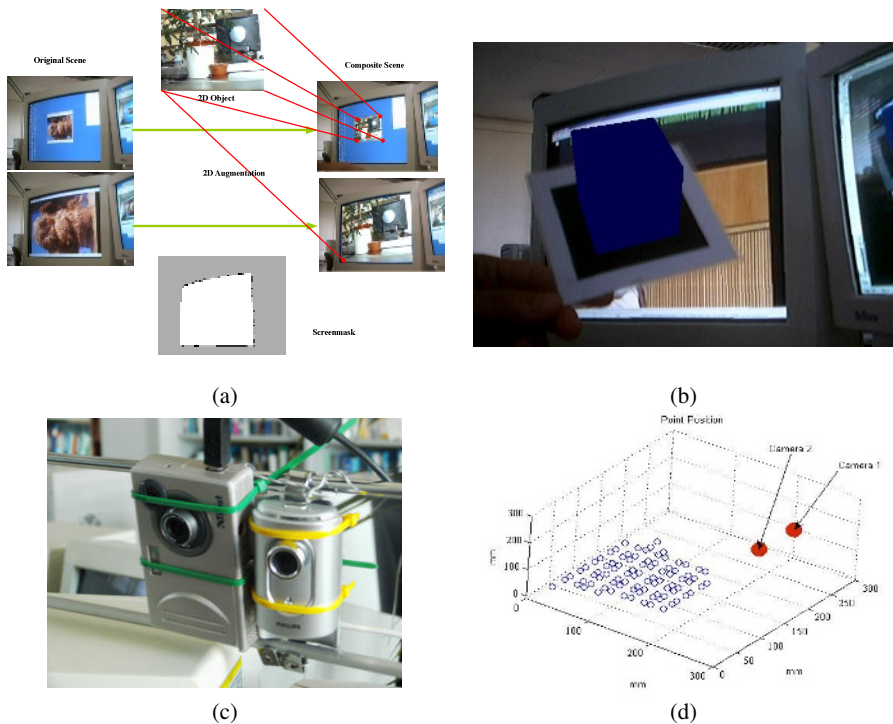 Original Scene
2D Object
Composite Scene
2D Augmentation
Screenmask
(a)
(b)
PHILIPS
(c)
Point Position
Camera 2
Camera 1
300
200
100
0
0
100
200
300
mm
0
50
100
150
200
250
300
mm
(d)